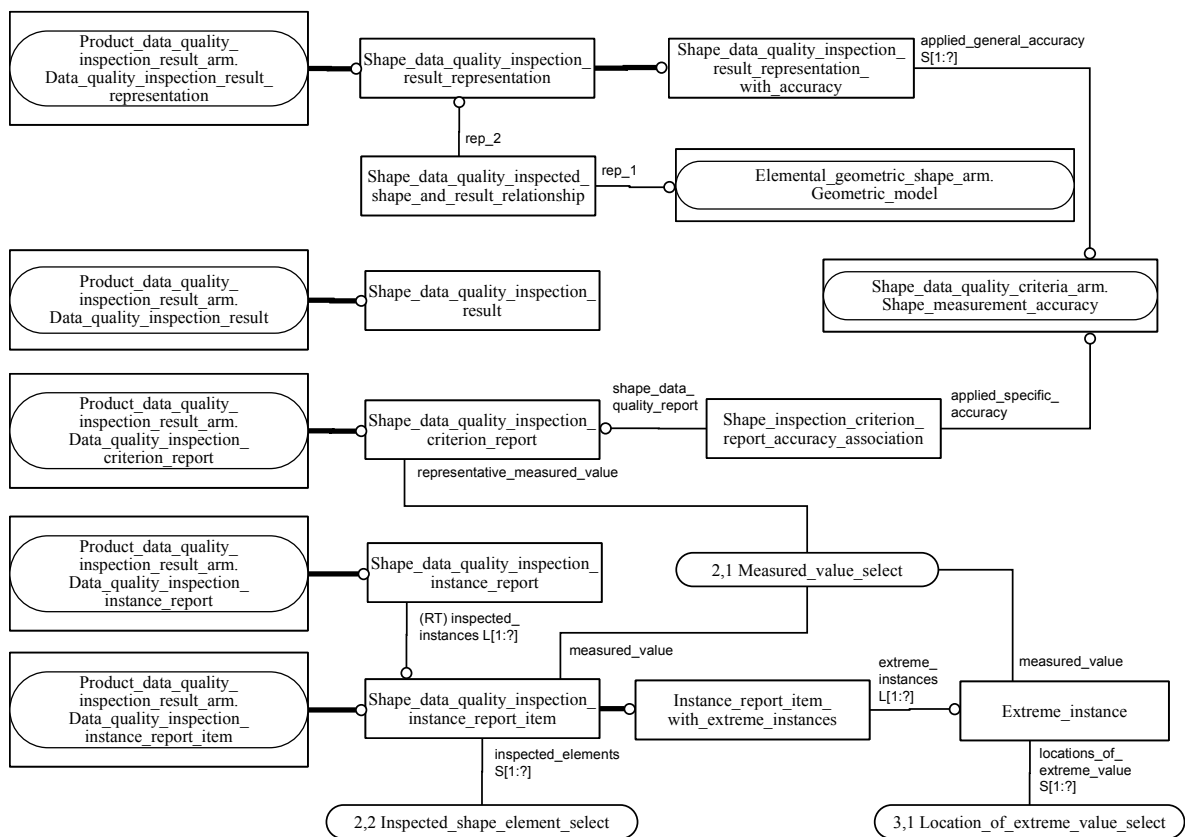 Product_data_quality_
inspection_result_arm.
Data_quality_inspection_result_
representation
Shape_data_quality_inspection_
result_representation
Shape_data_quality_inspection_
result_representation_
with_accuracy
applied_general_accuracy
S[1:?]
rep_2
Shape_data_quality_inspected_
shape_and_result_relationship
rep_1
Elemental_geometric_shape_arm.
Geometric_model
Product_data_quality_
inspection_result_arm.
Data_quality_inspection_result
Shape_data_quality_inspection_
result
Shape_data_quality_criteria_arm.
Shape_measurement_accuracy
Product_data_quality_
inspection_result_arm.
Data_quality_inspection_
criterion_report
Shape_data_quality_inspection_
criterion_report
shape_data_
quality_report
Shape_inspection_criterion_
report_accuracy_association
applied_specific_
accuracy
representative_measured_value
Product_data_quality_
inspection_result_arm.
Data_quality_inspection_
instance_report
Shape_data_quality_inspection_
instance_report
2,1 Measured_value_select
(RT) inspected_
instances L[1:?]
measured_value
extreme_
instances
L[1:?]
measured_value
Product_data_quality_
inspection_result_arm.
Data_quality_inspection_
instance_report_item
Shape_data_quality_inspection_
instance_report_item
Instance_report_item_
with_extreme_instances
Extreme_instance
inspected_elements
S[1:?]
locations_of_
extreme_value
S[1:?]
2,2 Inspected_shape_element_select
3,1 Location_of_extreme_value_select